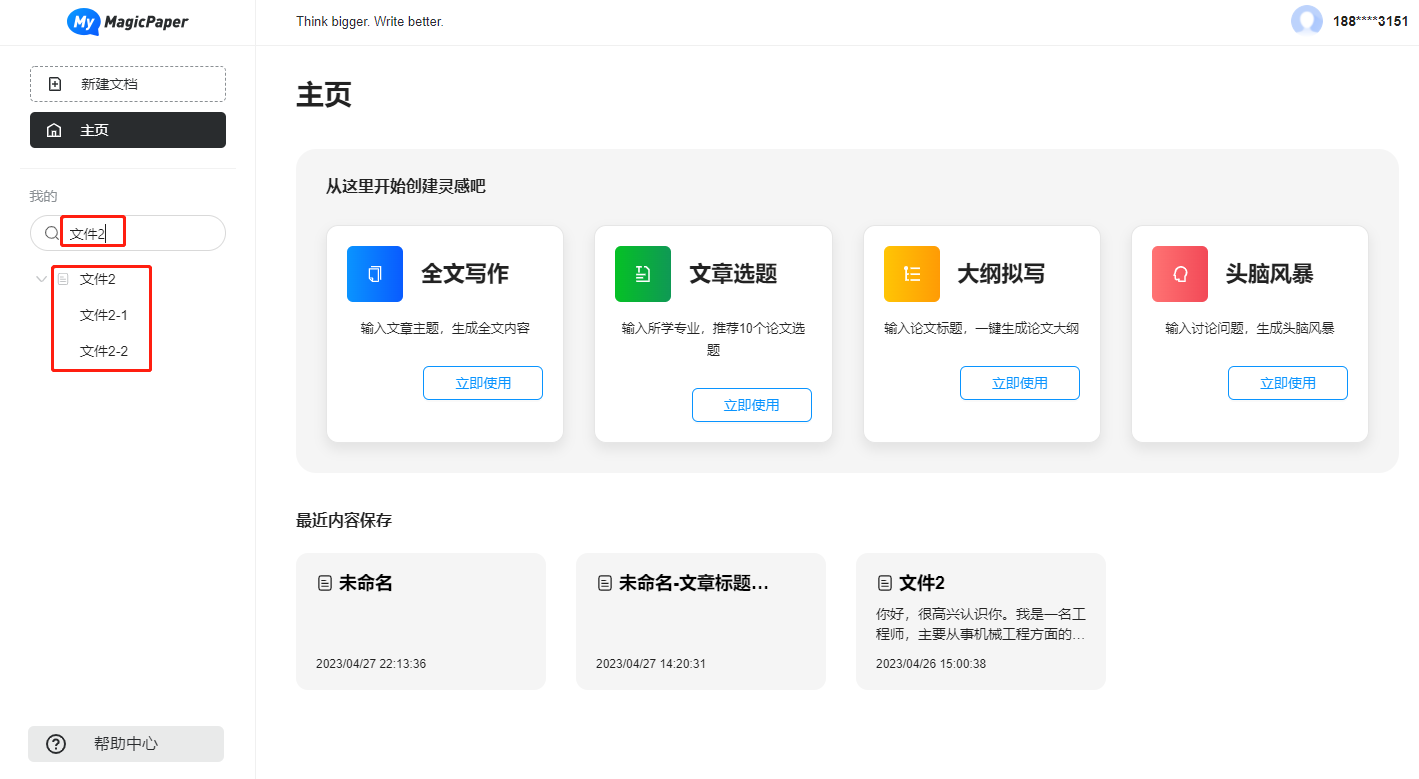 My MagicPaper
Think bigger. Write better.
188****3151
新建文档
主页
我的
文件2
文件2
文件2-1
文件2-2
帮助中心
主页
从这里开始创建灵感吧
全文写作
输入文章主题，生成全文内容
立即使用
文章选题
输入所学专业，推荐10个论文选
题
立即使用
大纲拟写
输入论文标题，一键生成论文大纲
立即使用
头脑风暴
输入讨论问题，生成头脑风暴
立即使用
最近内容保存
未命名
2023/04/27 22:13:36
未命名-文章标题...
2023/04/27 14:20:31
文件2
你好，很高兴认识你。我是一名工
程师，主要从事机械工程方面的...
2023/04/26 15:00:38